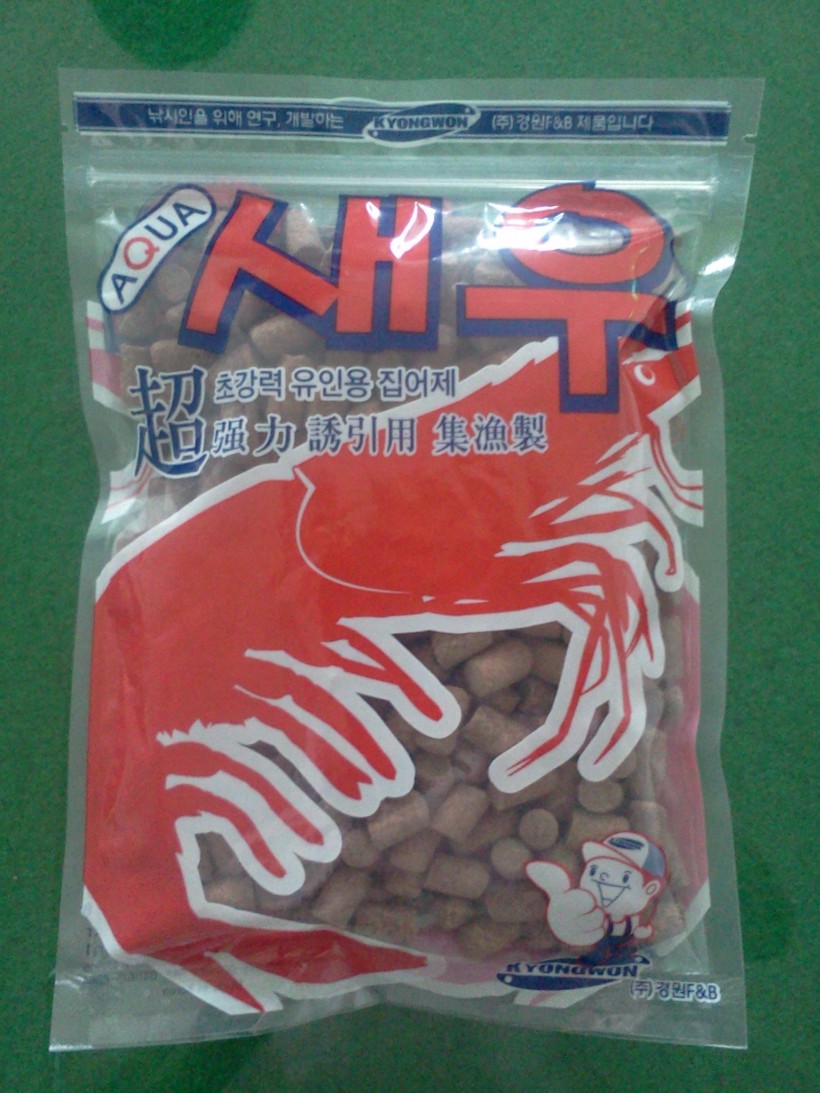 낚시인을 위해 연구, 개발하는 KYONGWON (주)경원F&B 제품입니다
AQUA 새우
超 초강력 유인용 집어제
强力 誘引用 集漁製
KYONGWON
(주)경원F&B